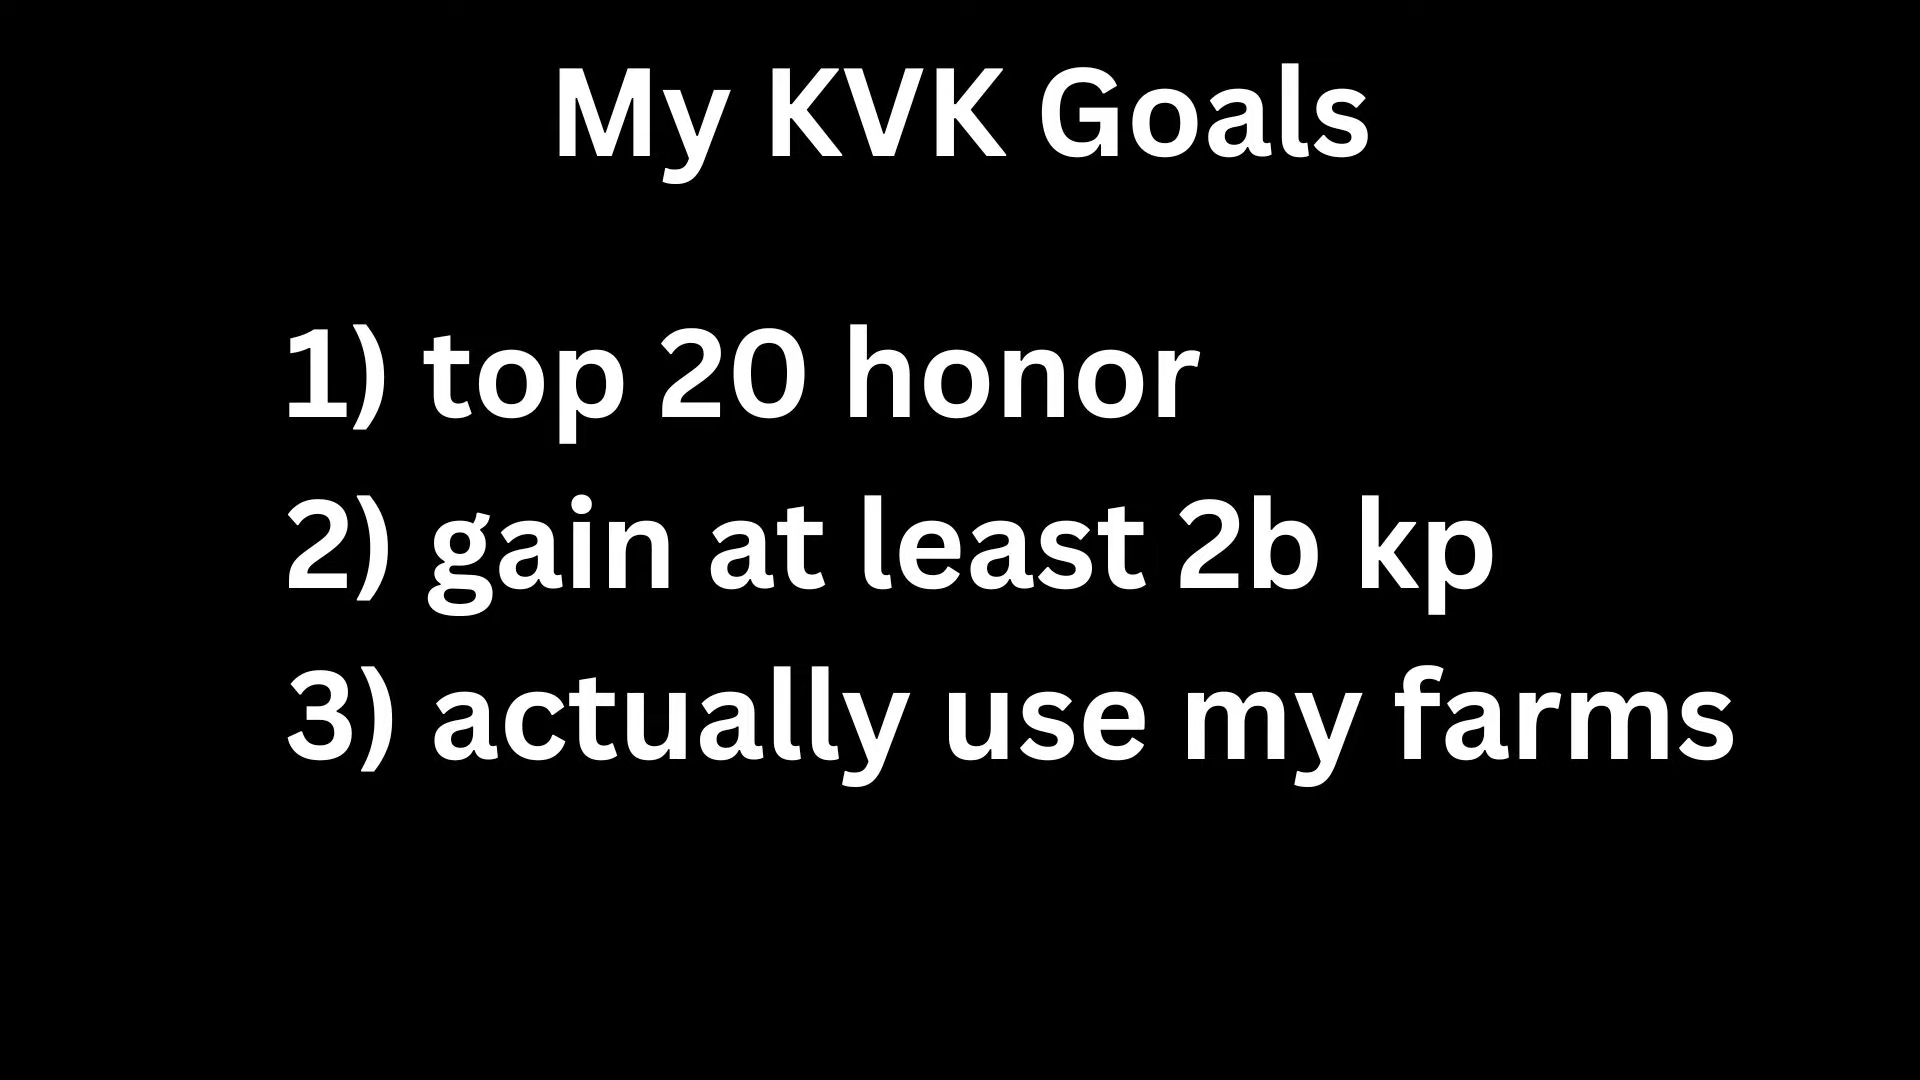 My KVK Goals
1) top 20 honor
2) gain at least 2b kp
3) actually use my farms